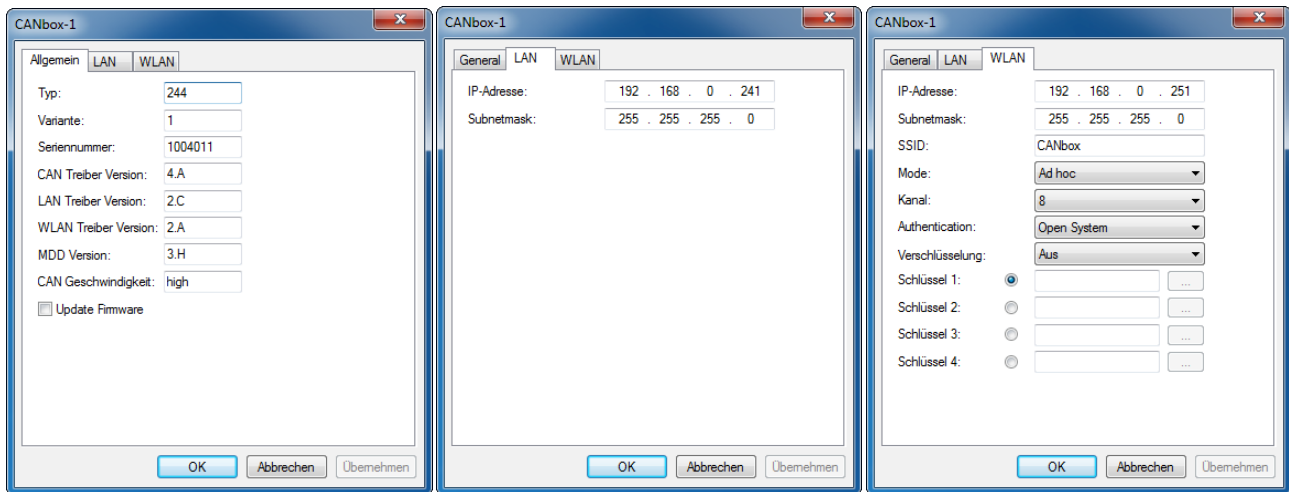 CANbox-1
Allgemein LAN WLAN
Typ: 244
Variante: 1
Seriennummer: 1004011
CAN Treiber Version: 4.A
LAN Treiber Version: 2.C
WLAN Treiber Version: 2.A
MDD Version: 3.H
CAN Geschwindigkeit: high
Update Firmware
OK Abbrechen Übernehmen
CANbox-1
General LAN WLAN
IP-Adresse: 192 . 168 . 0 . 241
Subnetmask: 255 . 255 . 255 . 0
OK Abbrechen Übernehmen
CANbox-1
General LAN WLAN
IP-Adresse: 192 . 168 . 0 . 251
Subnetmask: 255 . 255 . 255 . 0
SSID: CANbox
Mode: Ad hoc
Kanal: 8
Authentication: Open System
Verschlüsselung: Aus
Schlüssel 1: ...
Schlüssel 2: ...
Schlüssel 3: ...
Schlüssel 4: ...
OK Abbrechen Übernehmen